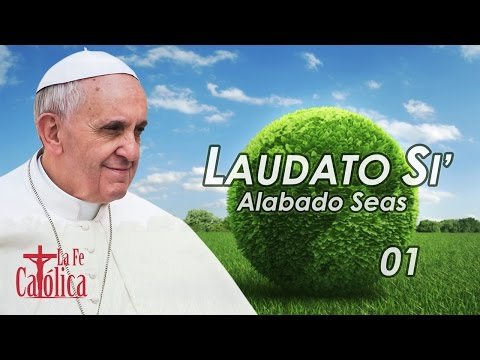 LAUDATO SI'
Alabado Seas
01
La Fe
Católica